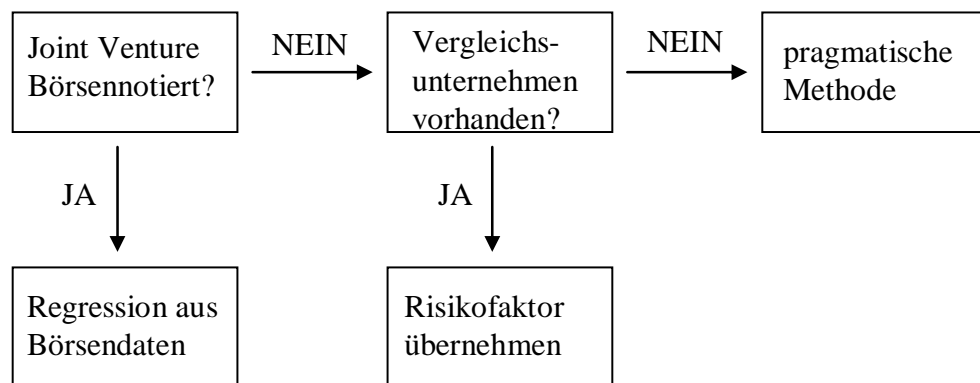 Joint Venture
Börsennotiert?
NEIN
Vergleichs-
unternehmen
vorhanden?
NEIN
pragmatische
Methode
JA
JA
Regression aus
Börsendaten
Risikofaktor
übernehmen